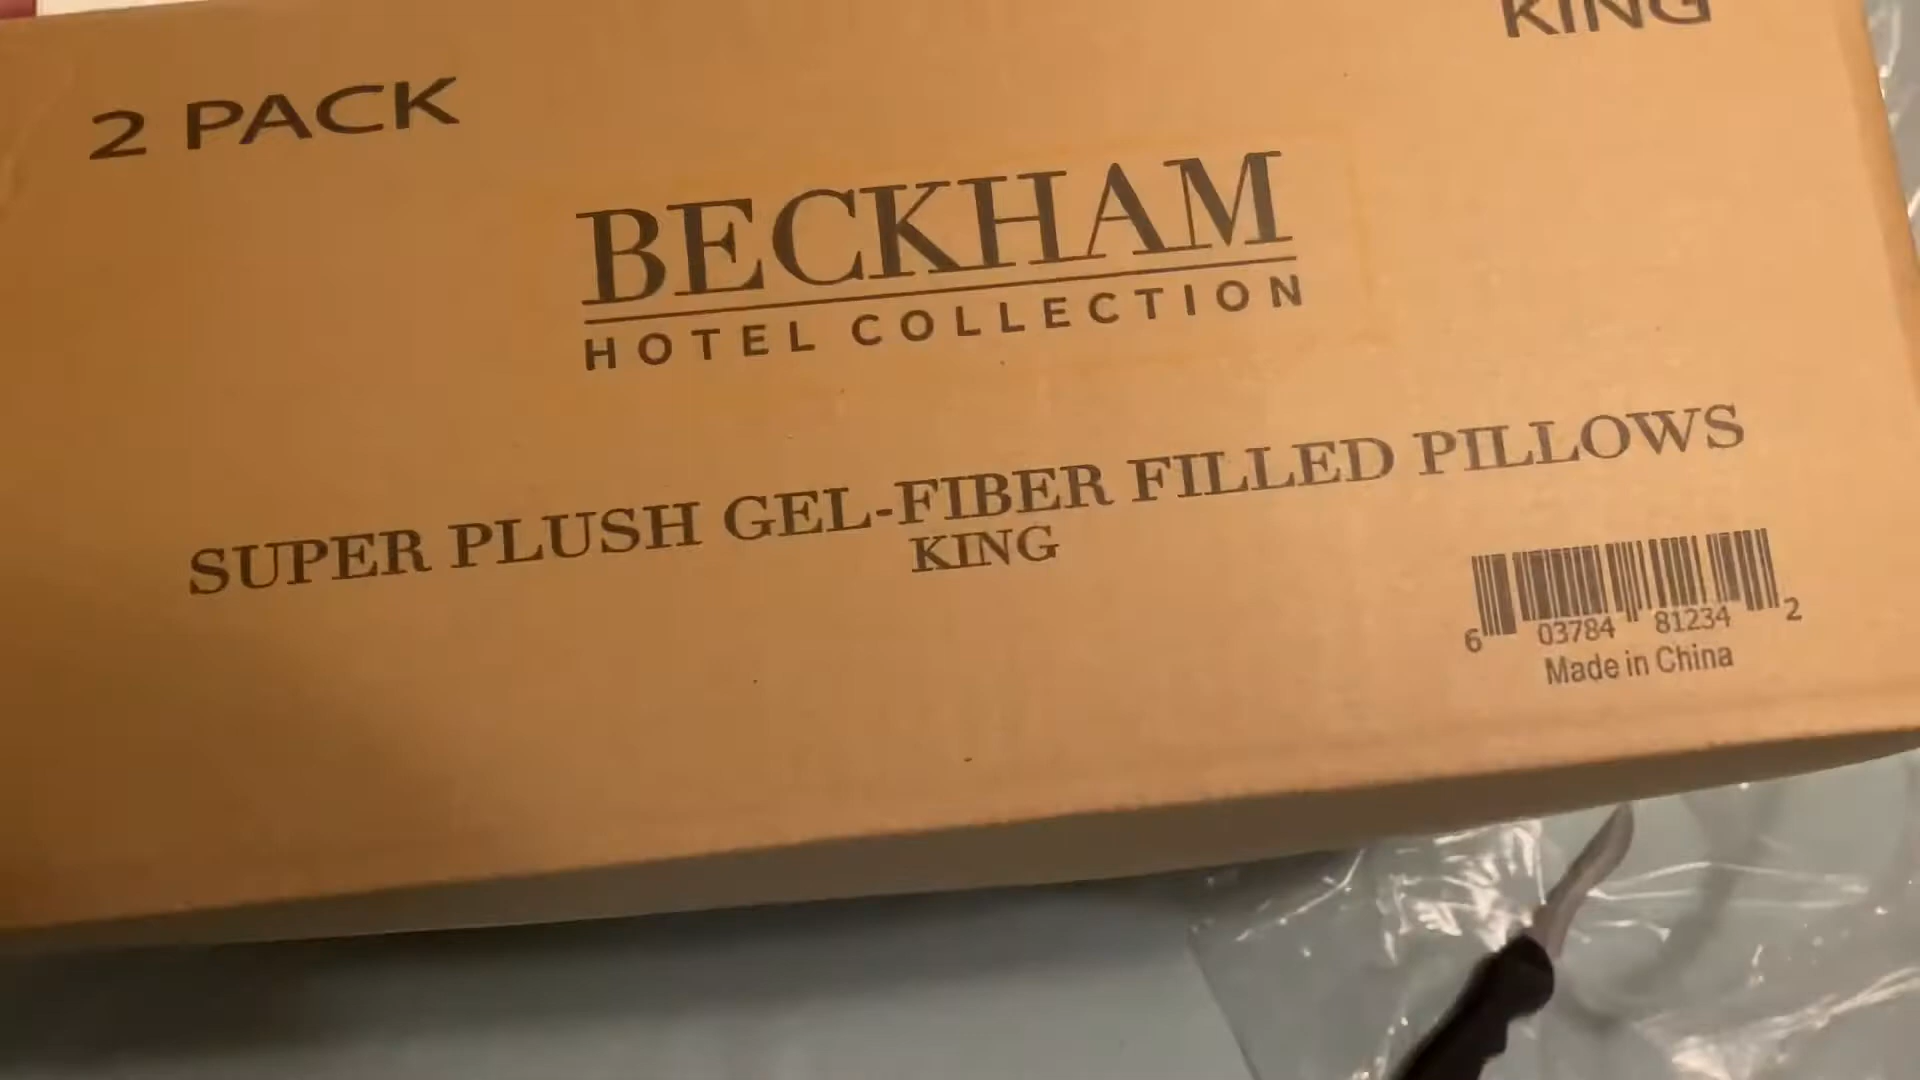 KING
2 PACK
BECKHAM
HOTEL COLLECTION
SUPER PLUSH GEL-FIBER FILLED PILLOWS
KING
6 03784 81234 2
Made in China